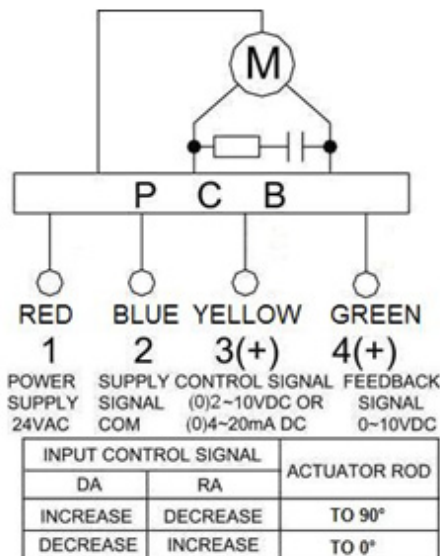 M
P C B
RED BLUE YELLOW GREEN
1 2 3(+) 4(+)
POWER SUPPLY CONTROL SIGNAL FEEDBACK
SUPPLY SIGNAL (0)2~10VDC OR SIGNAL
24VAC COM (0)4~20mA DC 0~10VDC
INPUT CONTROL SIGNAL ACTUATOR ROD
DA RA
INCREASE DECREASE TO 90°
DECREASE INCREASE TO 0°